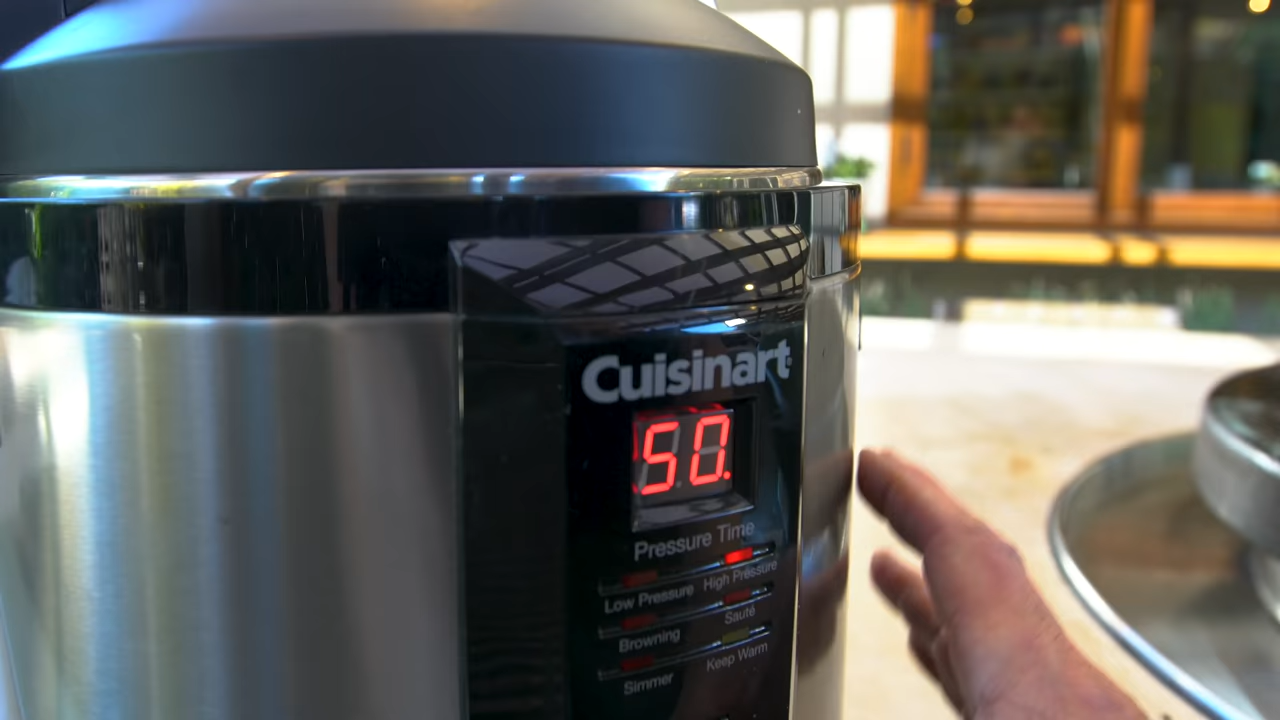 Cuisinart
50.
Pressure Time
Low Pressure High Pressure
Browning Sauté
Simmer Keep Warm